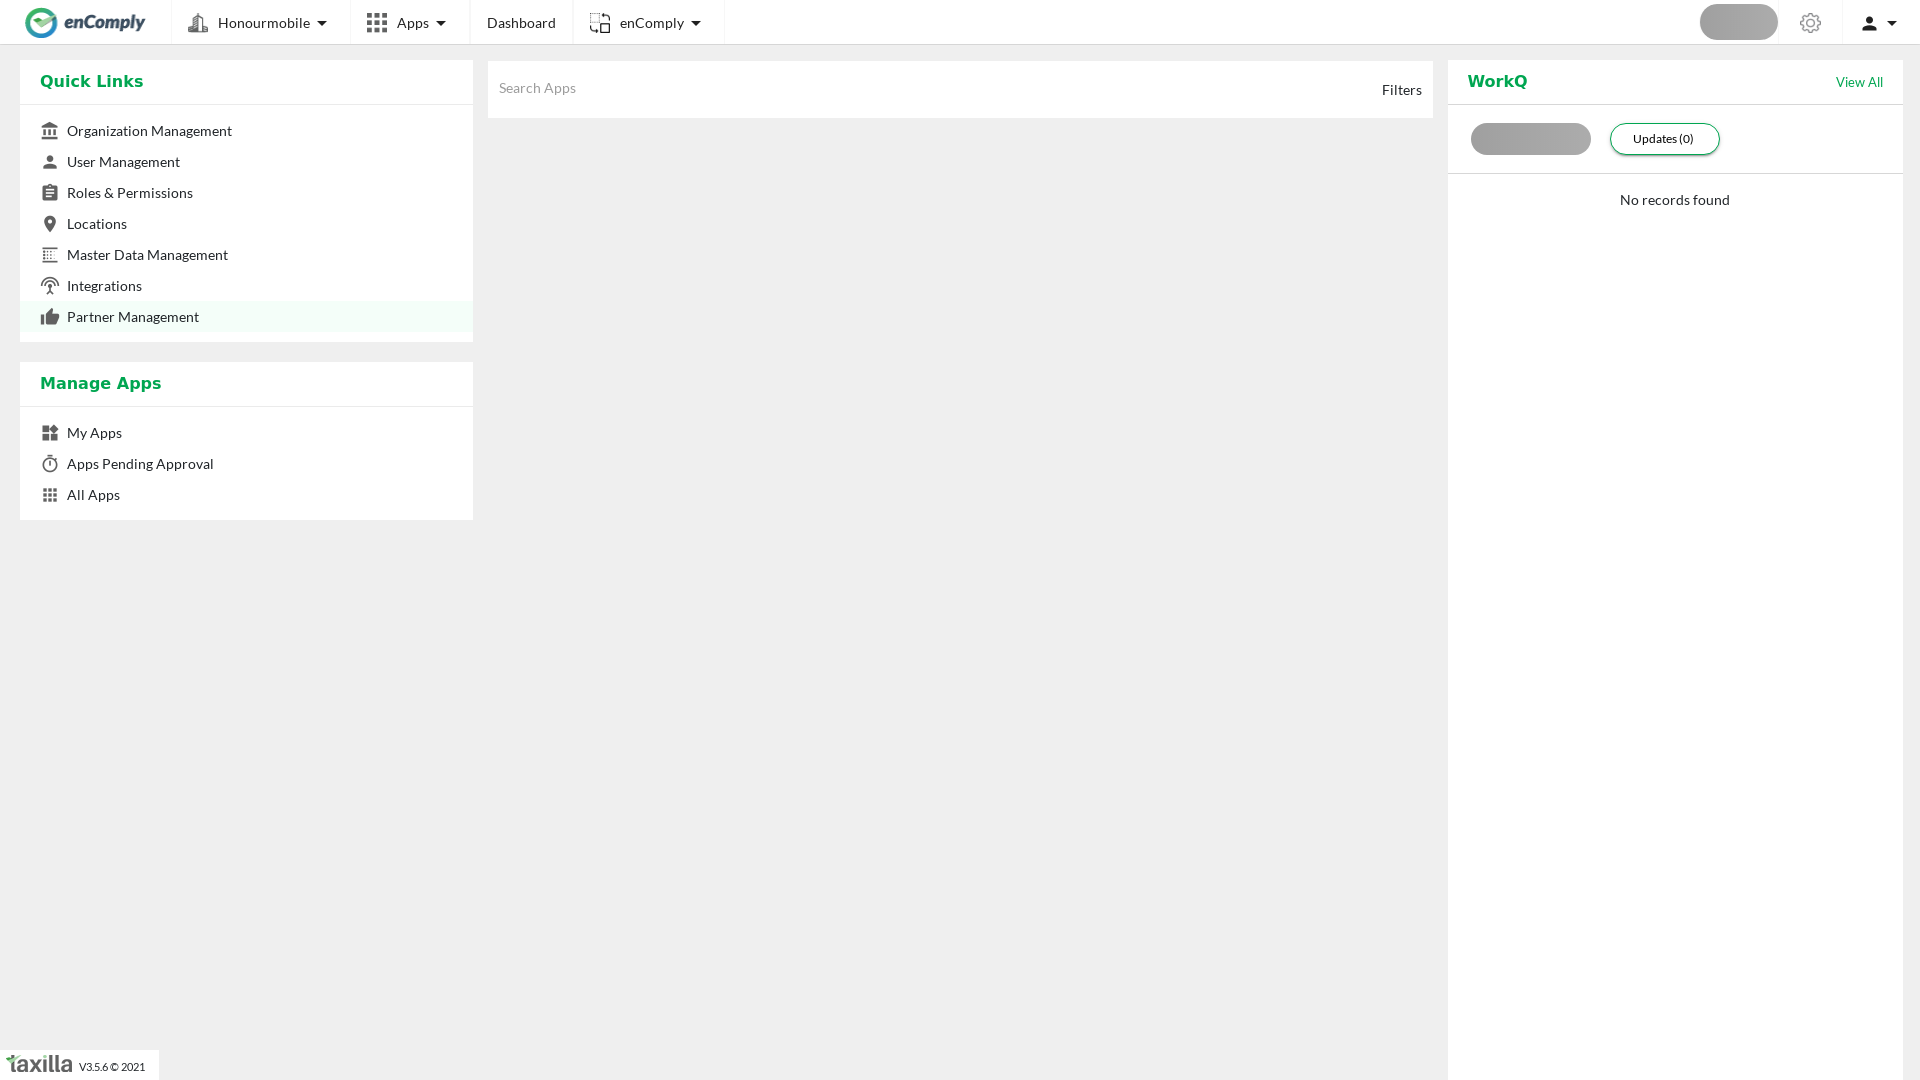 enComply
Honourmobile
Apps
Dashboard
enComply
Quick Links
Organization Management
User Management
Roles & Permissions
Locations
Master Data Management
Integrations
Partner Management
Manage Apps
My Apps
Apps Pending Approval
All Apps
Search Apps
Filters
WorkQ
View All
Updates (0)
No records found
taxilla V3.5.6 © 2021